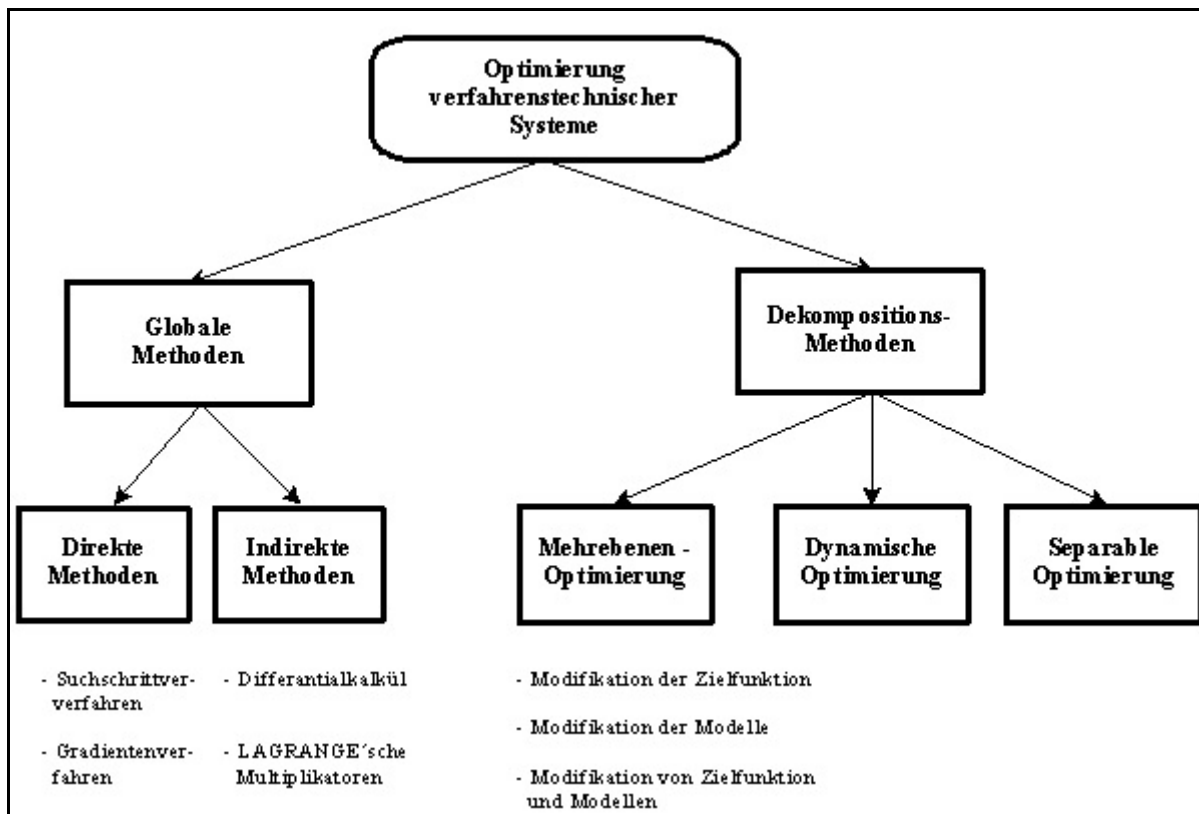 Optimierung
verfahrenstechnischer
Systeme
Globale
Methoden
Dekompositions-
Methoden
Direkte
Methoden
Indirekte
Methoden
Mehrebenen -
Optimierung
Dynamische
Optimierung
Separable
Optimierung
- Suchschrittver-
verfahren
- Gradientenver-
fahren
- Differantialkalkül
- LAGRANGE´sche
Multiplikatoren
- Modifikation der Zielfunktion
- Modifikation der Modelle
- Modifikation von Zielfunktion
und Modellen